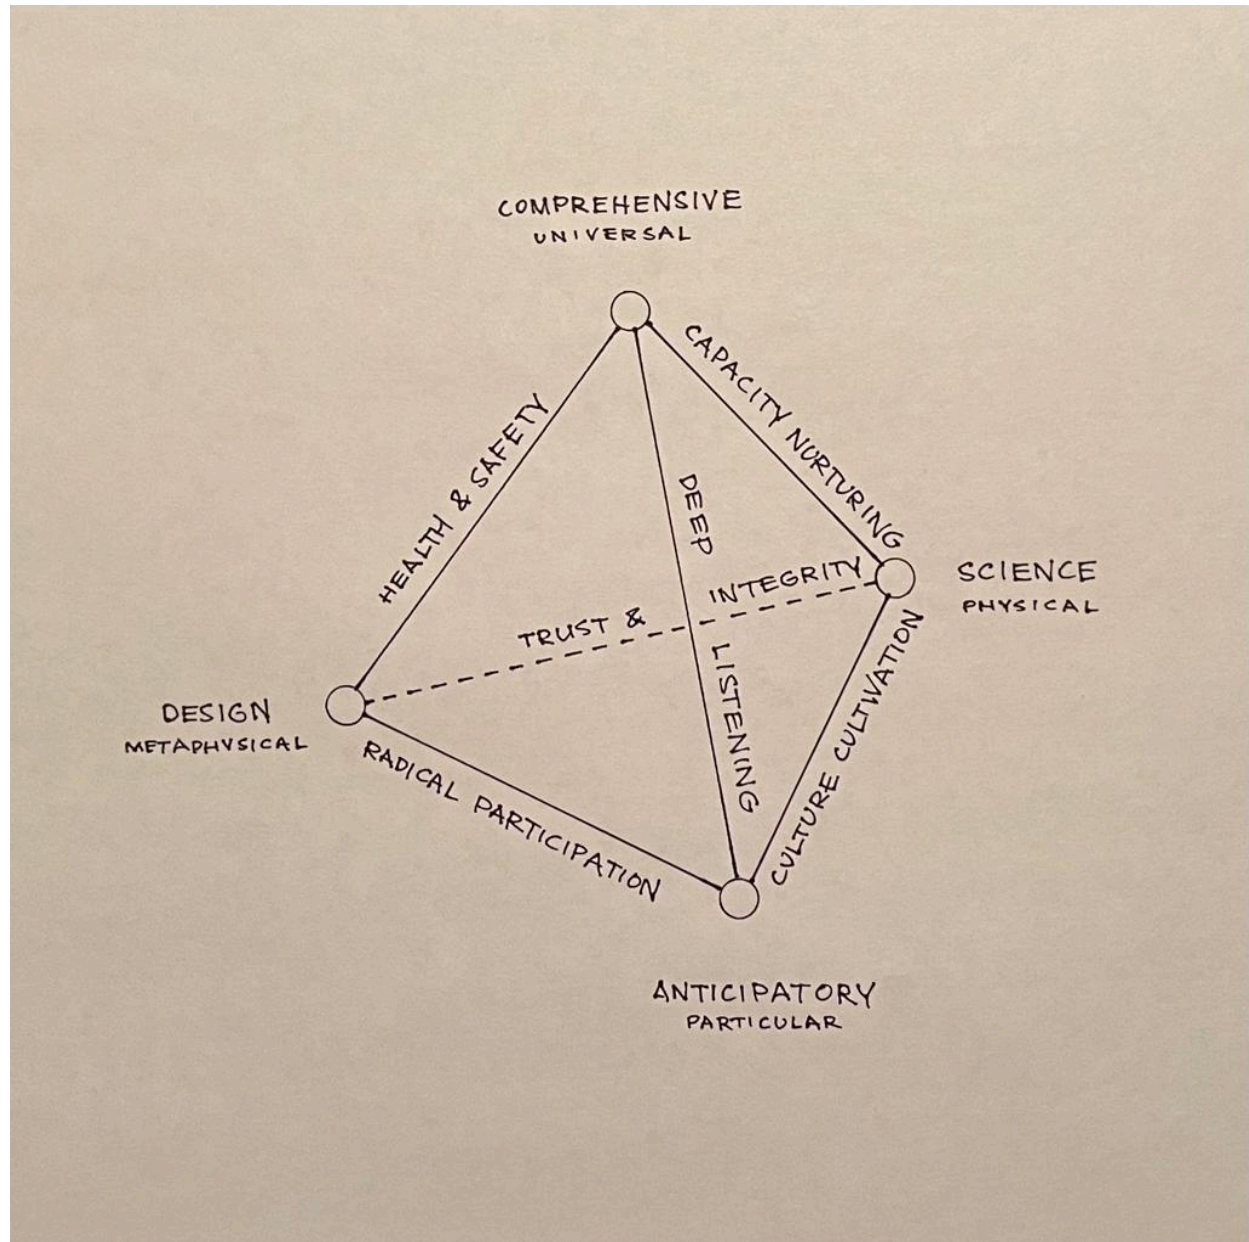 COMPREHENSIVE
UNIVERSAL
CAPACITY NURTURING
HEALTH & SAFETY
DEEP LISTENING
TRUST & INTEGRITY
SCIENCE
PHYSICAL
DESIGN
METAPHYSICAL
CULTURE CULTIVATION
RADICAL PARTICIPATION
ANTICIPATORY
PARTICULAR